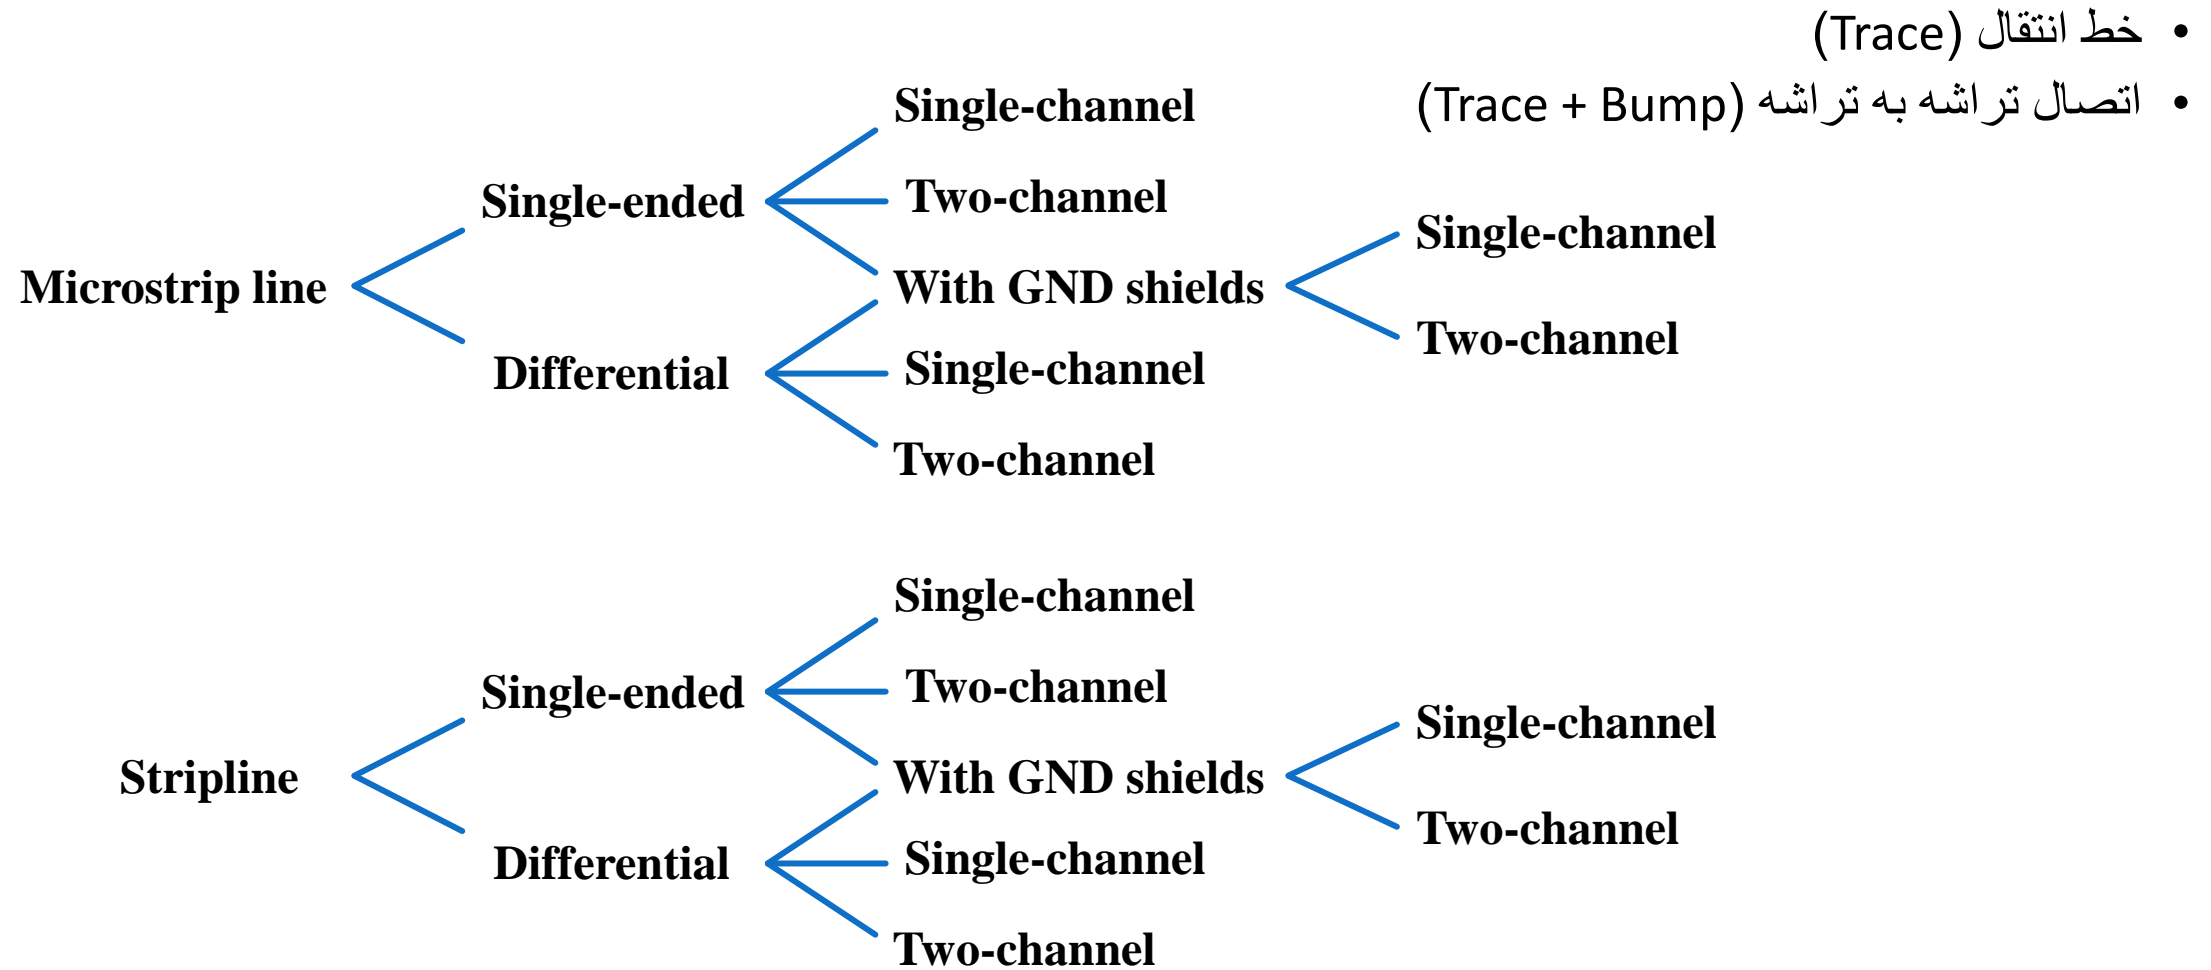 • خط انتقال (Trace)
• اتصال تراشه به تراشه (Trace + Bump)
Single-channel
Single-ended
Two-channel
Single-channel
Microstrip line
With GND shields
Two-channel
Differential
Single-channel
Two-channel
Single-channel
Single-ended
Two-channel
Single-channel
Stripline
With GND shields
Two-channel
Differential
Single-channel
Two-channel